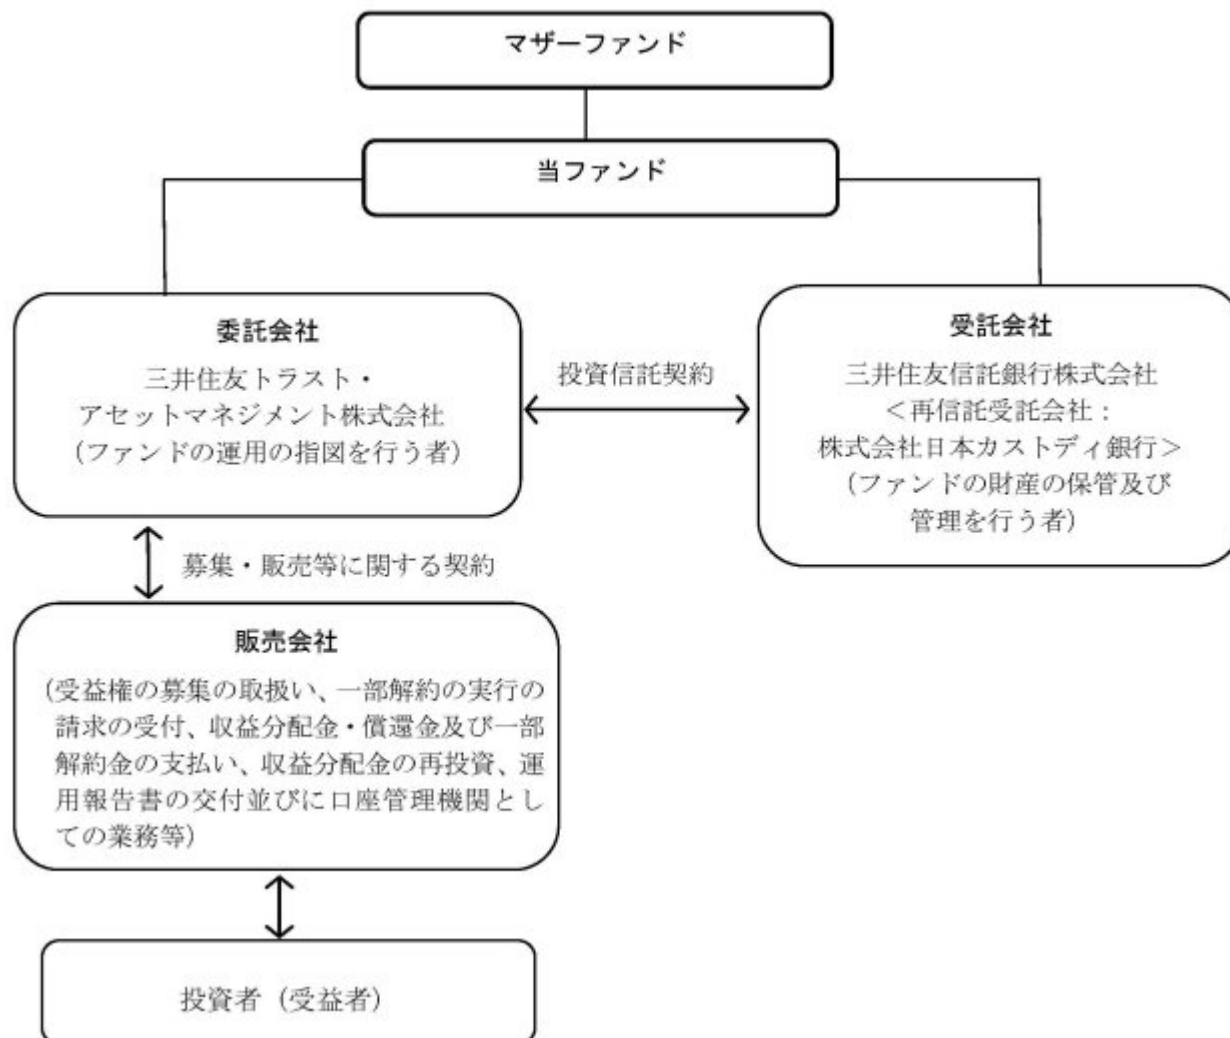 マザーファンド
当ファンド
委託会社
三井住友トラスト・
アセットマネジメント株式会社
（ファンドの運用の指図を行う者）
投資信託契約
受託会社
三井住友信託銀行株式会社
＜再信託受託会社：
株式会社日本カストディ銀行＞
（ファンドの財産の保管及び
管理を行う者）
募集・販売等に関する契約
販売会社
（受益権の募集の取扱い、一部解約の実行の
請求の受付、収益分配金・償還金及び一部
解約金の支払い、収益分配金の再投資、運
用報告書の交付並びに口座管理機関とし
ての業務等）
投資者（受益者）